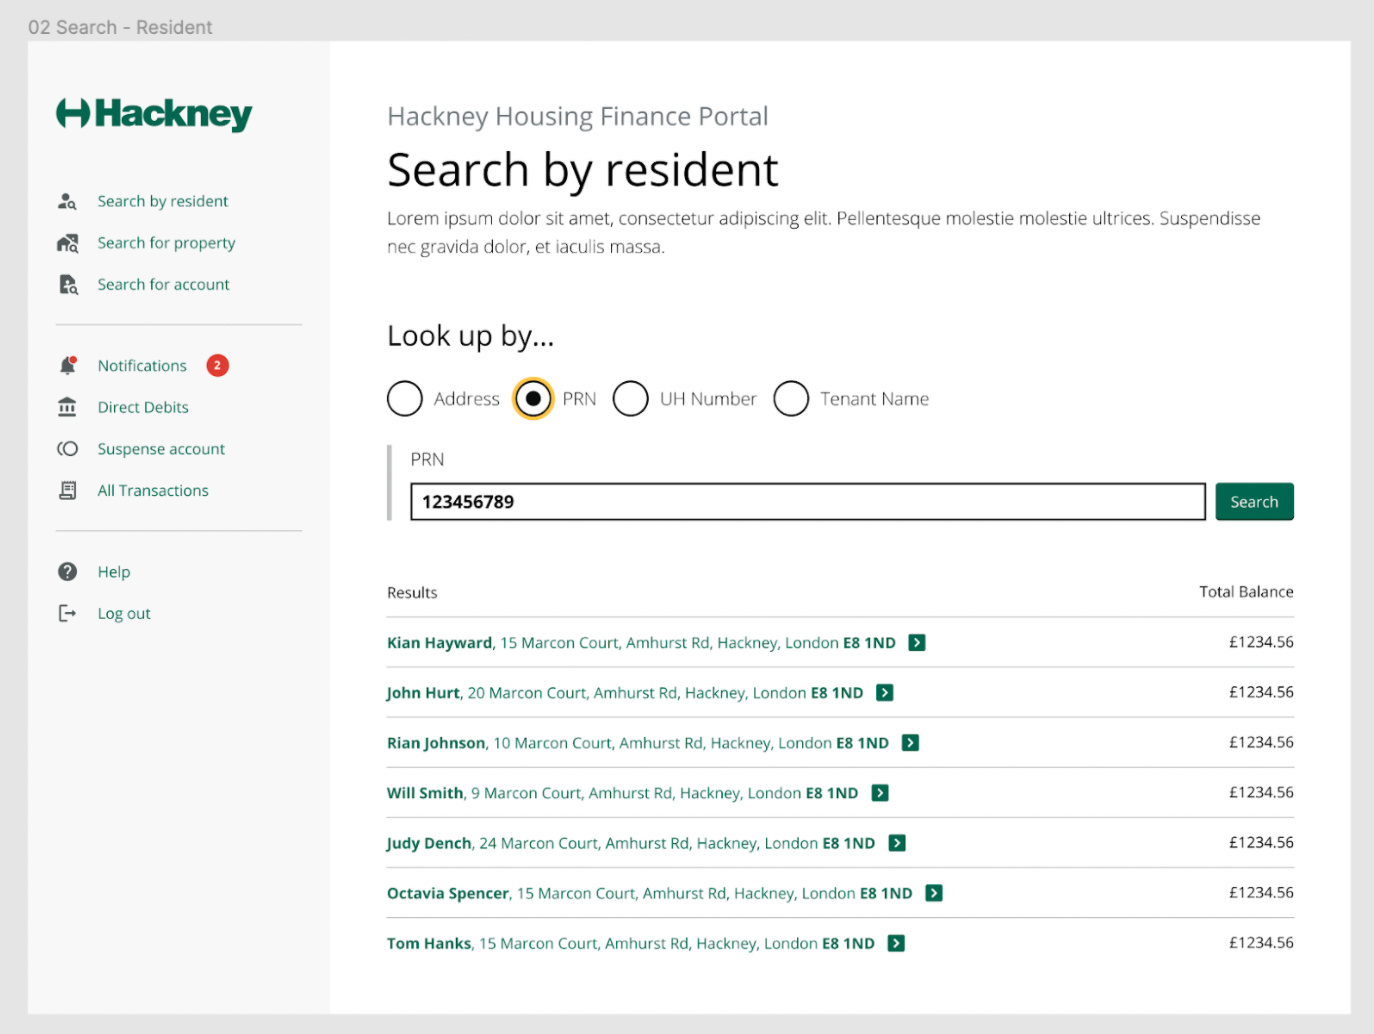 02 Search - Resident
Hackney
Search by resident
Search for property
Search for account
Notifications 2
Direct Debits
Suspense account
All Transactions
Help
Log out
Hackney Housing Finance Portal
Search by resident
Lorem ipsum dolor sit amet, consectetur adipiscing elit. Pellentesque molestie molestie ultrices. Suspendisse
nec gravida dolor, et iaculis massa.
Look up by...
Address PRN UH Number Tenant Name
PRN
123456789 Search
Results Total Balance
Kian Hayward, 15 Marcon Court, Amhurst Rd, Hackney, London E8 1ND £1234.56
John Hurt, 20 Marcon Court, Amhurst Rd, Hackney, London E8 1ND £1234.56
Rian Johnson, 10 Marcon Court, Amhurst Rd, Hackney, London E8 1ND £1234.56
Will Smith, 9 Marcon Court, Amhurst Rd, Hackney, London E8 1ND £1234.56
Judy Dench, 24 Marcon Court, Amhurst Rd, Hackney, London E8 1ND £1234.56
Octavia Spencer, 15 Marcon Court, Amhurst Rd, Hackney, London E8 1ND £1234.56
Tom Hanks, 15 Marcon Court, Amhurst Rd, Hackney, London E8 1ND £1234.56